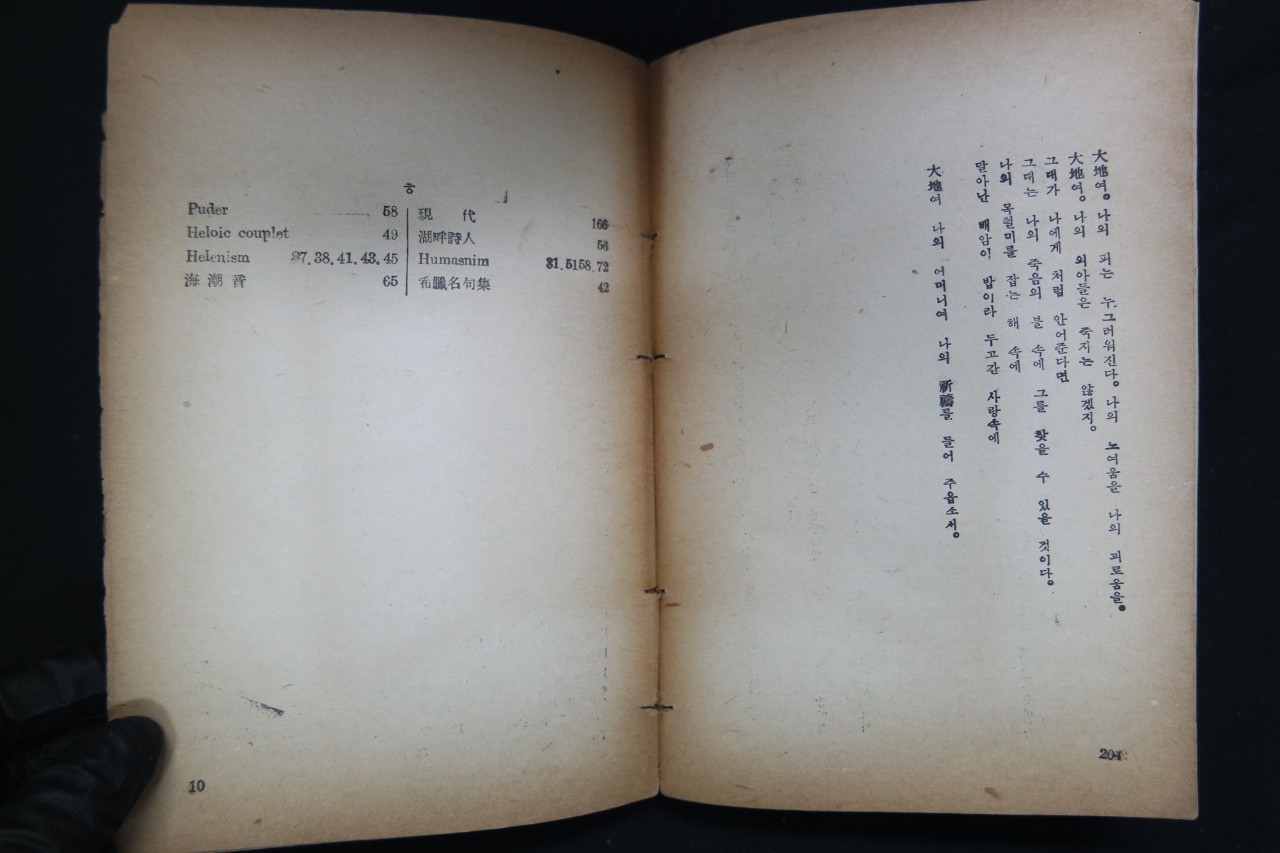 ㅎ
Puder 58
Heloic couplet 49
Helenism 37.38.41.43.45
海潮音 65
現代 166
湖畔詩人 56
Humasnim 31.5158.72
希臘名句集 42
10
大地여。나의 피는 누그러워진다。나의 노여움을 나의 괴로움을。
大地여。나의 외아들은 죽지는 않겠지。
그대가 나에게 처럼 안어준다면
그대는 나의 죽음의 불 속에 그를 찾을 수 있을 것이다。
나의 목덜미를 잡는 해 속에
달아난 배암이 밤이라 두고간 사랑속에
大地여 나의 어머니여 나의 祈禱를 들어 주읍소서。
204